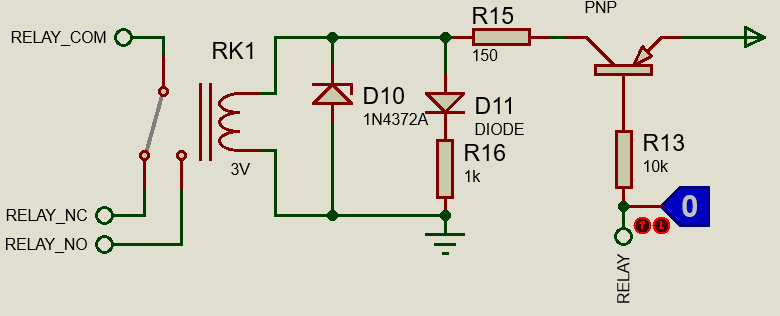 PNP
R15
150
RELAY_COM
RK1
D10
1N4372A
D11
DIODE
R16
1k
R13
10k
3V
0
RELAY_NC
RELAY_NO
RELAY